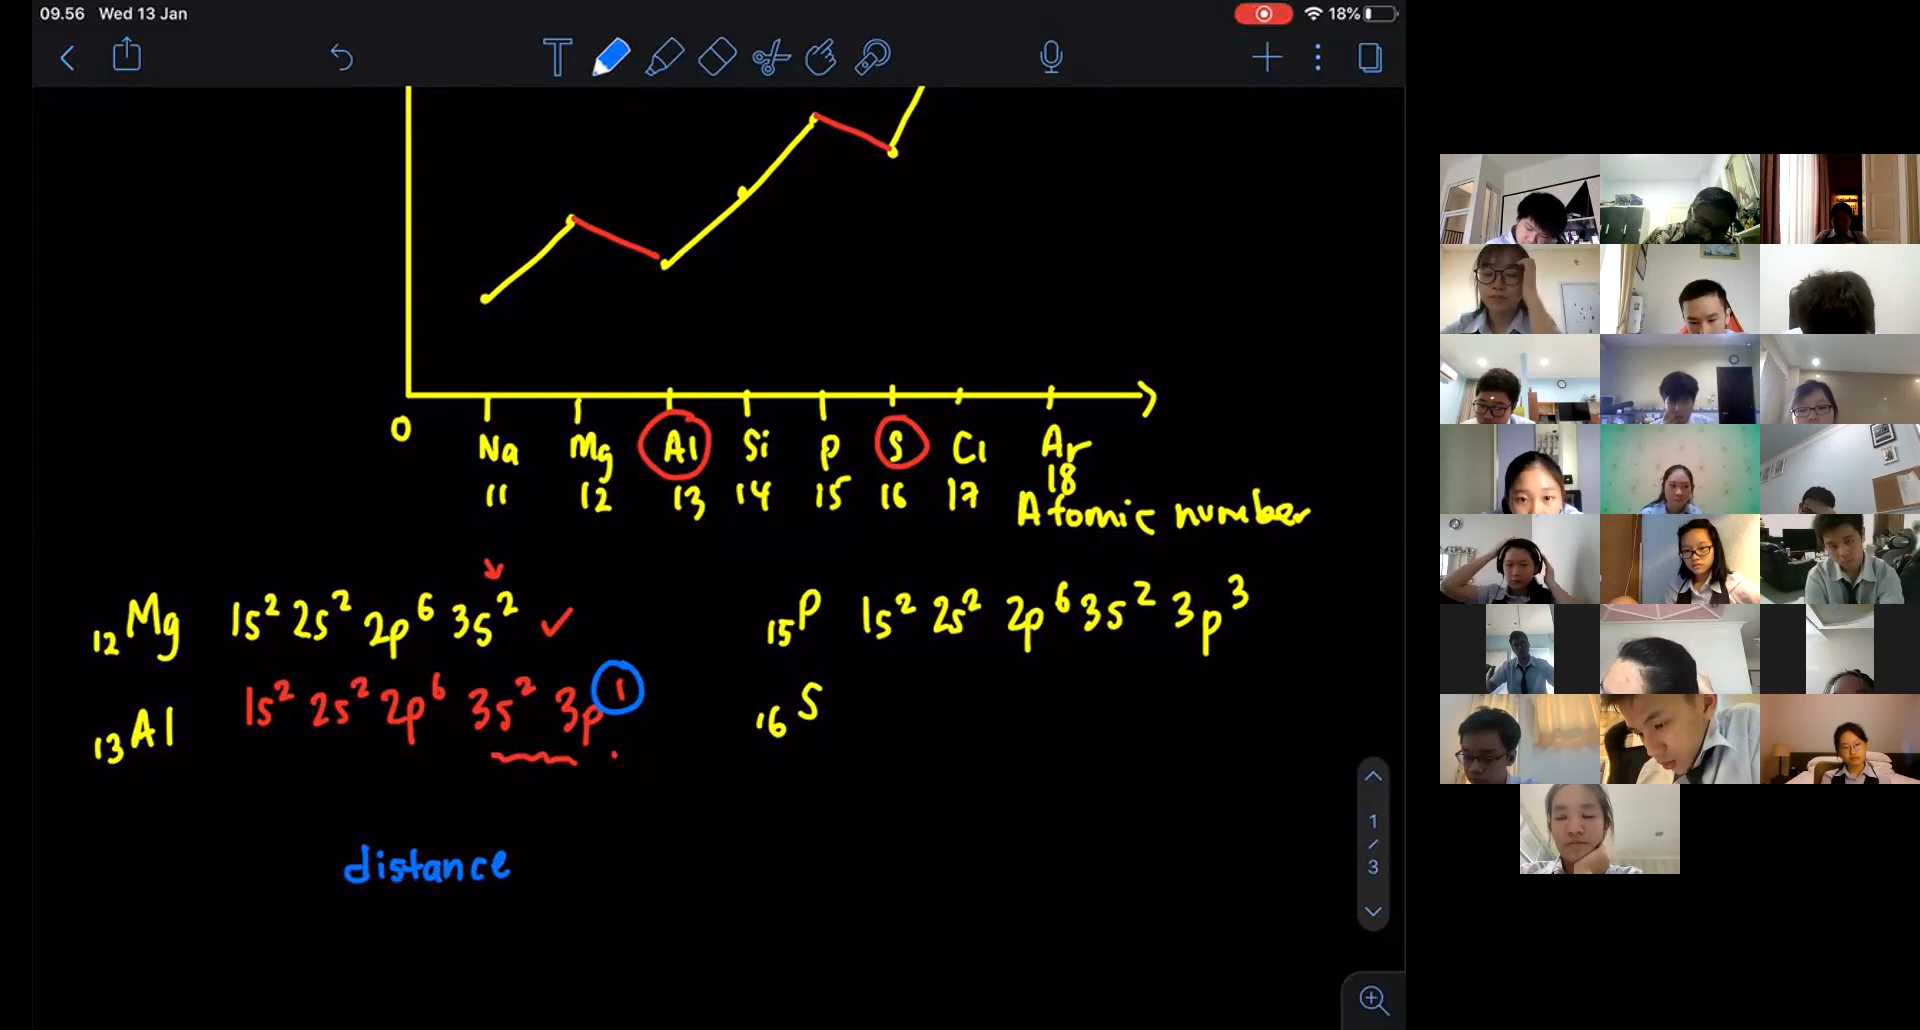 09.56 Wed 13 Jan
18%
T
0
Na Mg Al Si P S Cl Ar
11 12 13 14 15 16 17 18
Atomic number
12Mg 1s² 2s² 2p⁶ 3s² ✓
13Al 1s² 2s² 2p⁶ 3s² 3p¹
15P 1s² 2s² 2p⁶ 3s² 3p³
16S
distance
1
/
3